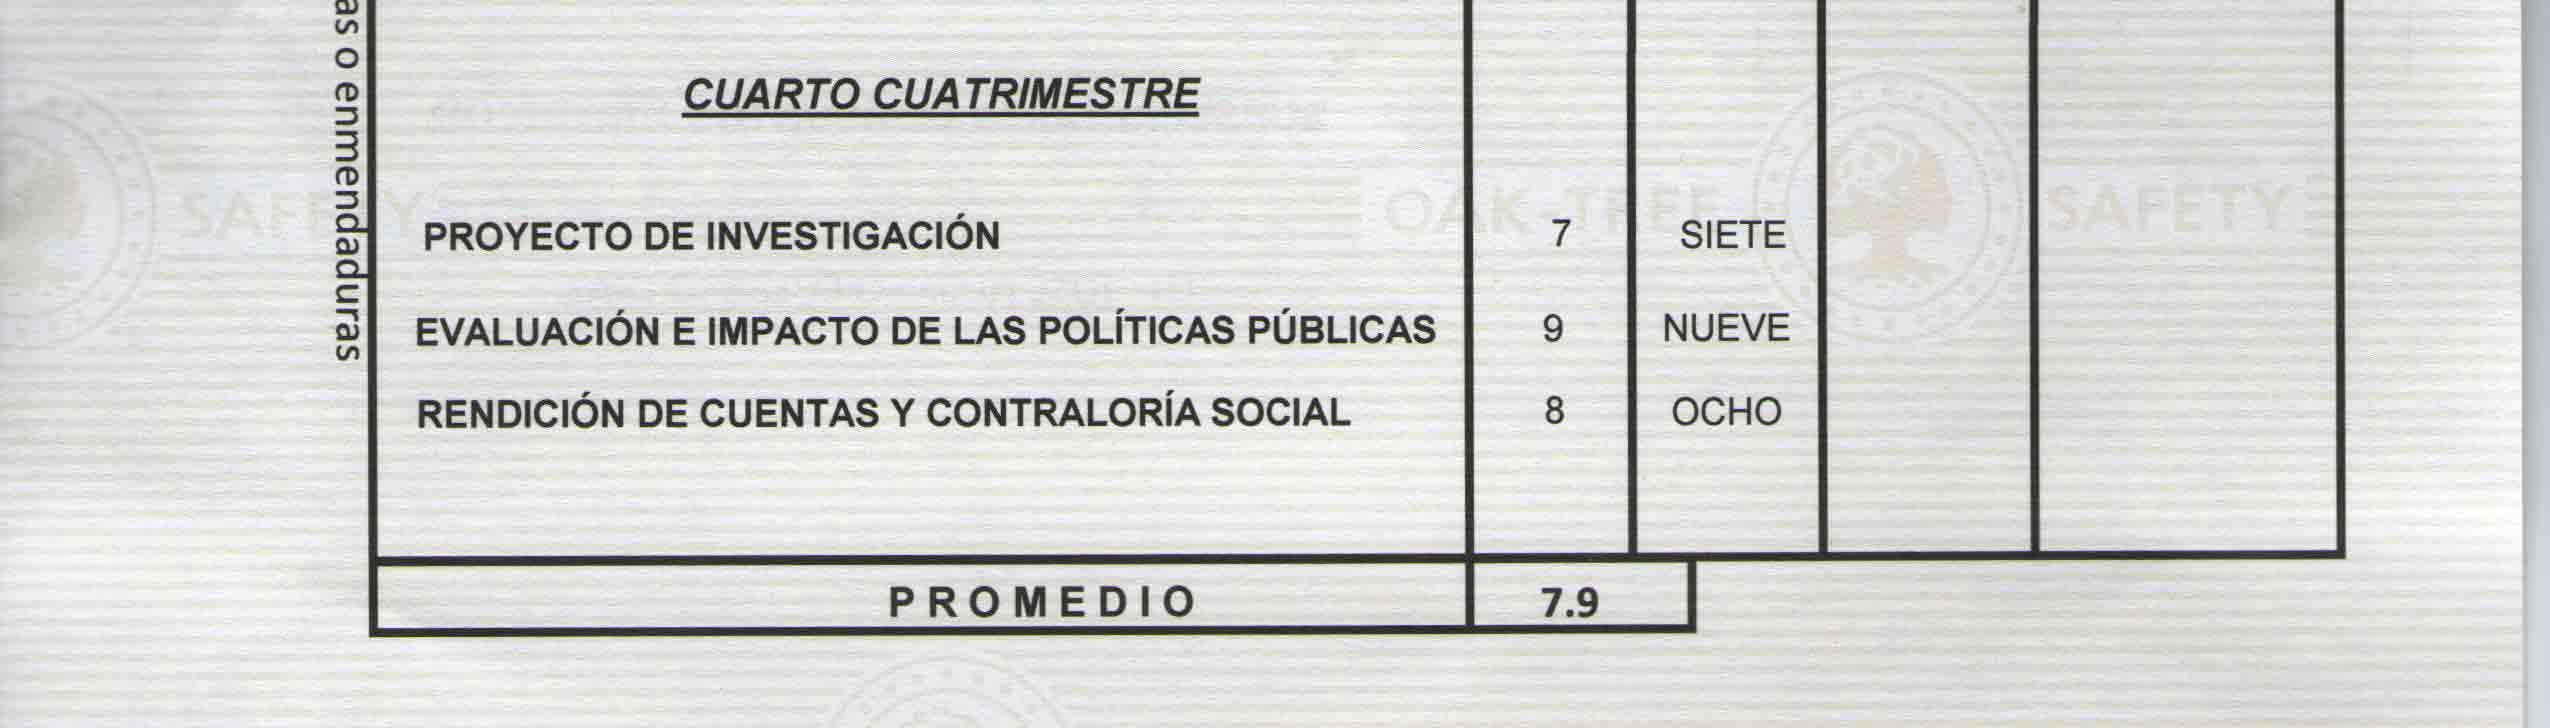 as o enmendaduras
CUARTO CUATRIMESTRE
OAK TREE SAFETY
SAFETY
PROYECTO DE INVESTIGACIÓN 7 SIETE
EVALUACIÓN E IMPACTO DE LAS POLÍTICAS PÚBLICAS 9 NUEVE
RENDICIÓN DE CUENTAS Y CONTRALORÍA SOCIAL 8 OCHO
PROMEDIO 7.9